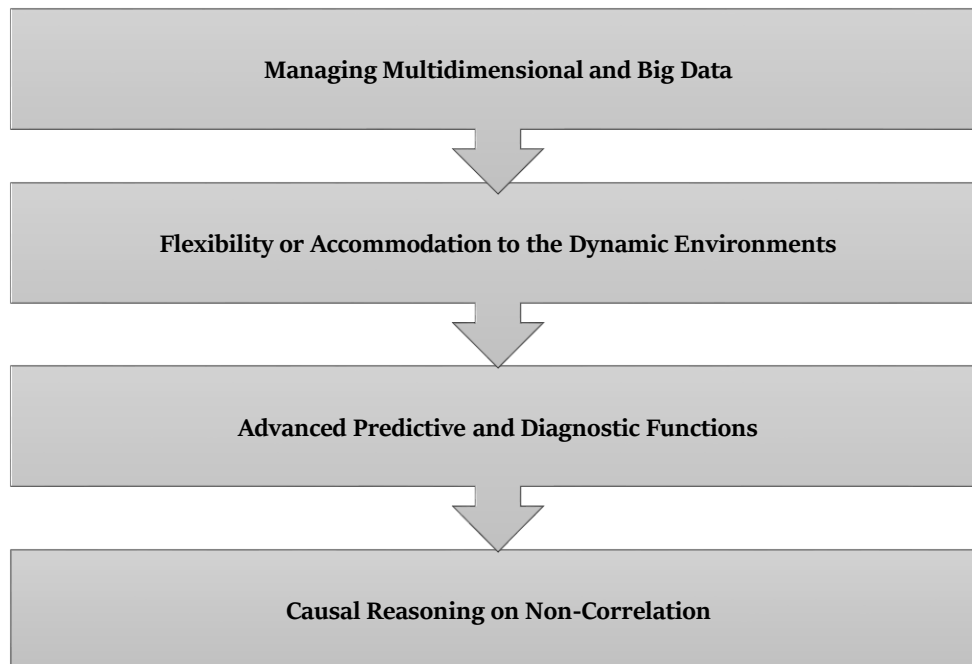 Managing Multidimensional and Big Data
Flexibility or Accommodation to the Dynamic Environments
Advanced Predictive and Diagnostic Functions
Causal Reasoning on Non-Correlation